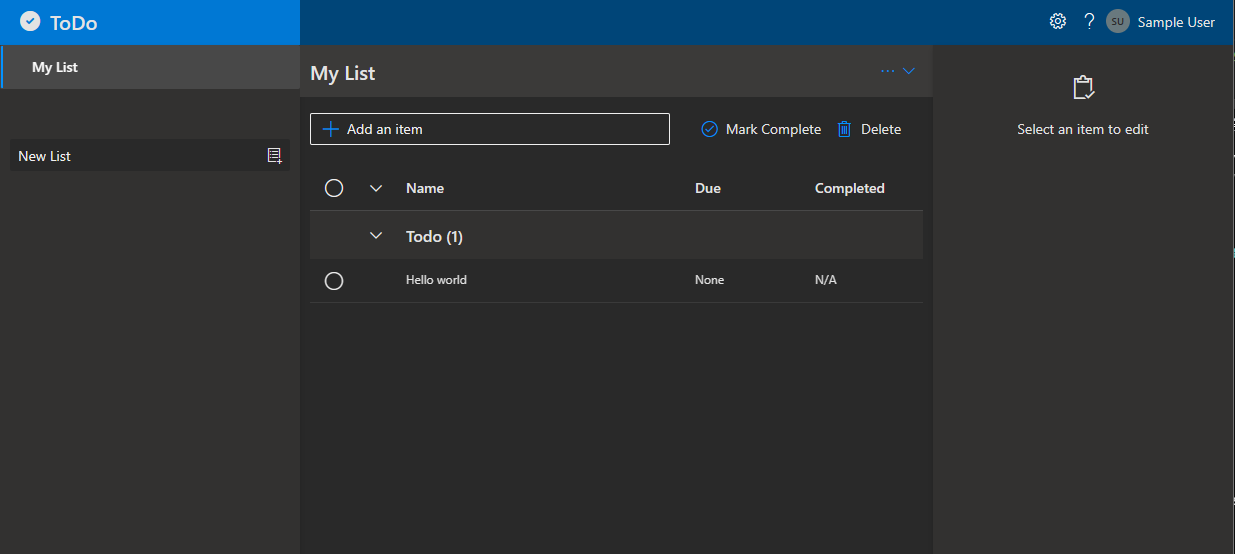 ToDo
? SU Sample User
My List
New List
My List
Add an item
Mark Complete
Delete
Name Due Completed
Todo (1)
Hello world None N/A
Select an item to edit